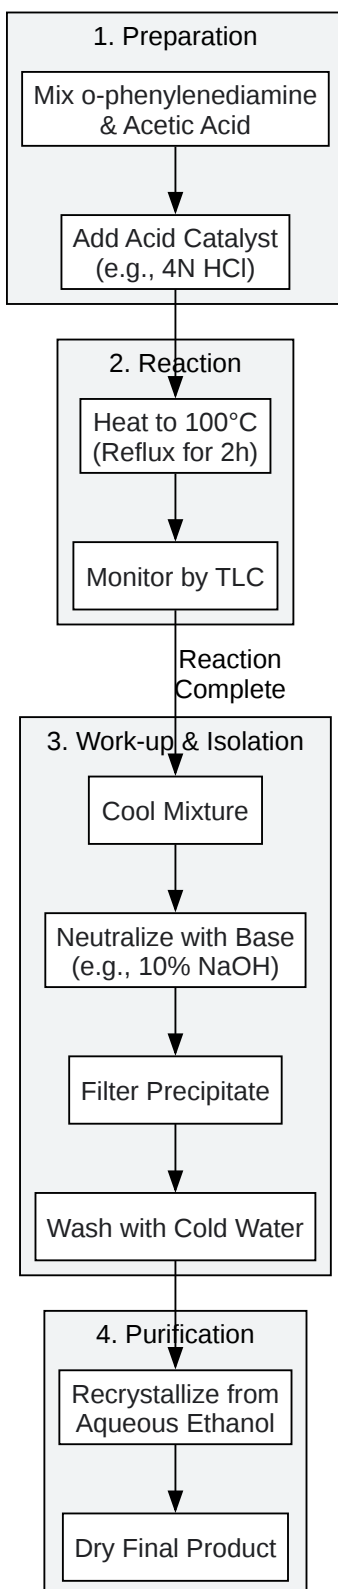 1. Preparation
Mix o-phenylenediamine
& Acetic Acid
Add Acid Catalyst
(e.g., 4N HCl)
2. Reaction
Heat to 100°C
(Reflux for 2h)
Monitor by TLC
Reaction
Complete
3. Work-up & Isolation
Cool Mixture
Neutralize with Base
(e.g., 10% NaOH)
Filter Precipitate
Wash with Cold Water
4. Purification
Recrystallize from
Aqueous Ethanol
Dry Final Product